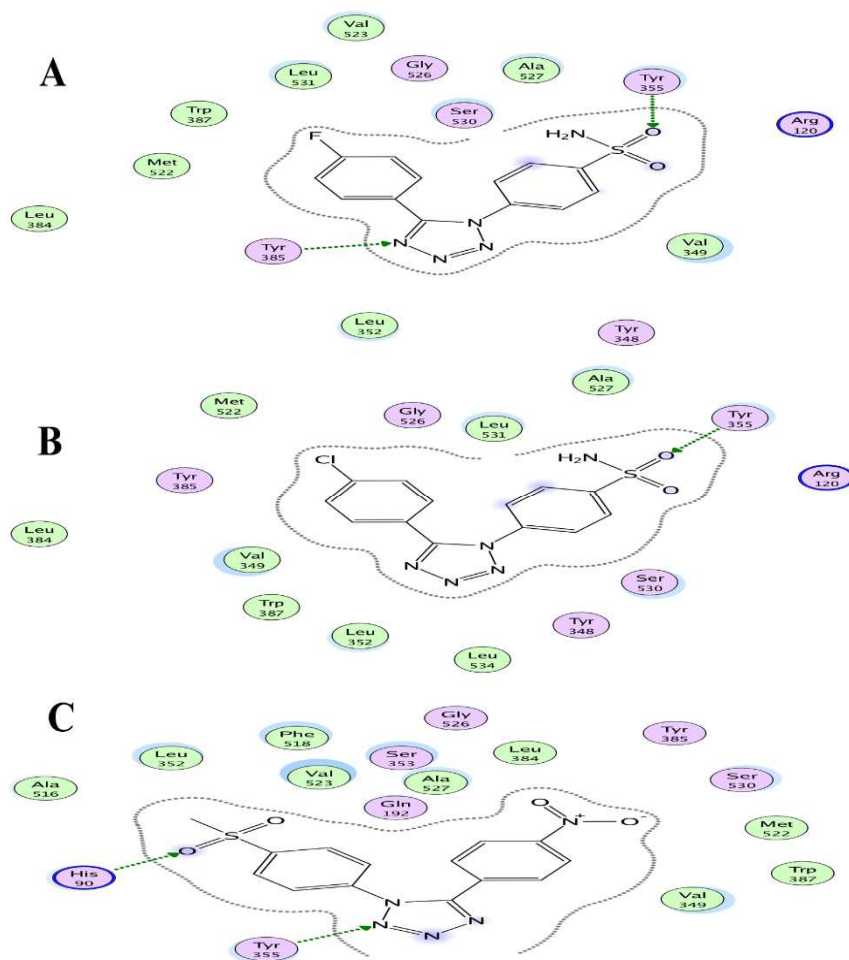 A
Val
523
Leu
531
Gly
526
Ala
527
Tyr
355
Trp
387
Ser
530
Arg
120
Met
522
F
H₂N
O
S
O
Leu
384
Tyr
385
N
N
N
N
Val
349
Leu
352
Tyr
348
B
Met
522
Gly
526
Leu
531
Ala
527
Tyr
355
Cl
H₂N
O
S
O
Tyr
385
Arg
120
Leu
384
Val
349
N
N
N
N
Ser
530
Trp
387
Leu
352
Tyr
348
Leu
534
C
Leu
352
Phe
518
Val
523
Ser
353
Gly
526
Ala
527
Leu
384
Tyr
385
Ser
530
Ala
516
Gln
192
O
S
O
O
N⁺
O⁻
Met
522
Trp
387
His
90
N
N
N
N
Val
349
Tyr
355